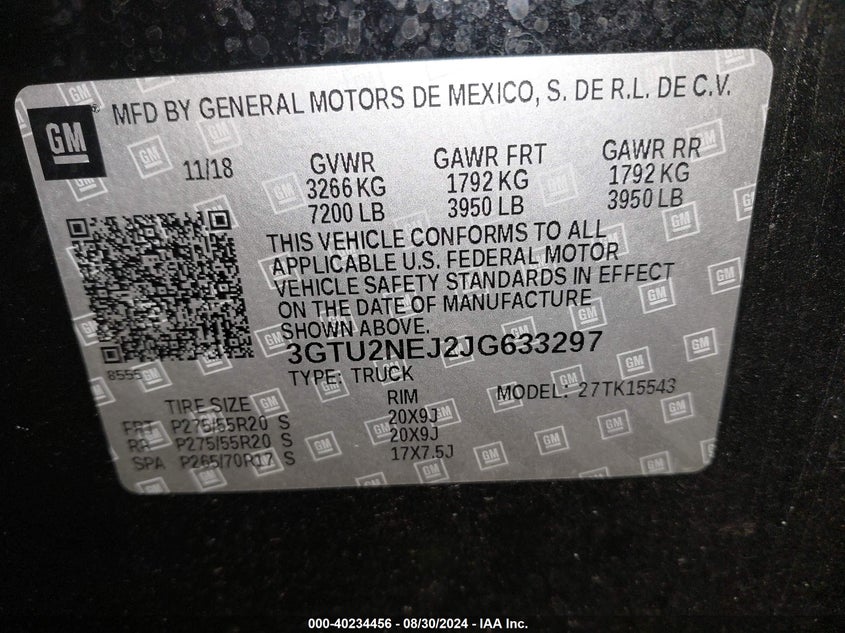 MFD BY GENERAL MOTORS DE MEXICO, S. DE R.L. DE C.V.
GM ®
11/18
GVWR GAWR FRT GAWR RR
3266 KG 1792 KG 1792 KG
7200 LB 3950 LB 3950 LB
THIS VEHICLE CONFORMS TO ALL
APPLICABLE U.S. FEDERAL MOTOR
VEHICLE SAFETY STANDARDS IN EFFECT
ON THE DATE OF MANUFACTURE
SHOWN ABOVE.
3GTU2NEJ2JG633297
8555
TYPE: TRUCK
MODEL: 27TK15543
TIRE SIZE RIM
FRT P275/55R20 S 20X9J
RR P275/55R20 S 20X9J
SPA P265/70R17 S 17X7.5J
000-40234456 - 08/30/2024 - IAA Inc.